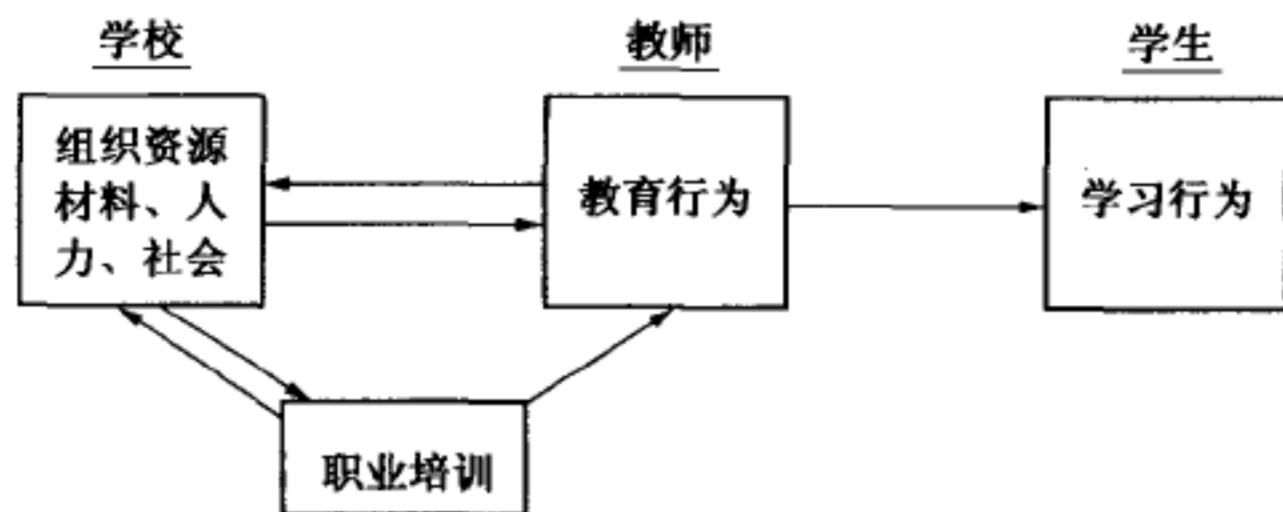 学校
教师
学生
组织资源
材料、人
力、社会
教育行为
学习行为
职业培训